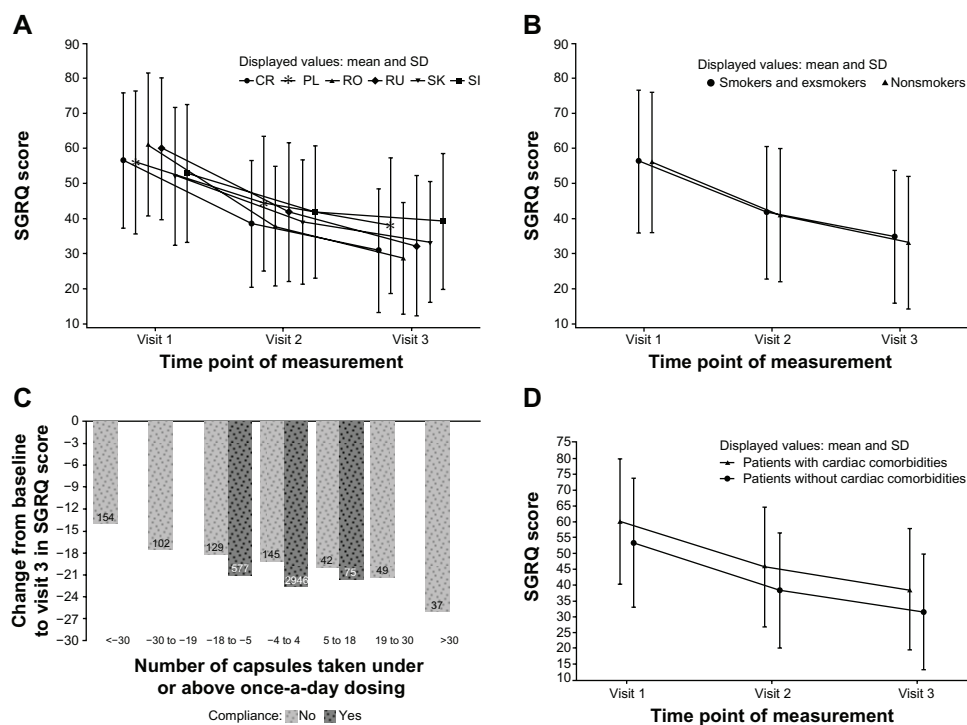 A
SGRQ score
90
80
70
60
50
40
30
20
10
Displayed values: mean and SD
CR PL RO RU SK SI
Visit 1 Visit 2 Visit 3
Time point of measurement
B
SGRQ score
90
80
70
60
50
40
30
20
10
Displayed values: mean and SD
Smokers and exsmokers Nonsmokers
Visit 1 Visit 2 Visit 3
Time point of measurement
C
Change from baseline
to visit 3 in SGRQ score
0
−3
−6
−9
−12
−15
−18
−21
−24
−27
−30
154
102
129
577
145
2946
42
75
49
37
<−30 −30 to −19 −18 to −5 −4 to 4 5 to 18 19 to 30 >30
Number of capsules taken under
or above once-a-day dosing
Compliance: No Yes
D
SGRQ score
75
70
65
60
55
50
45
40
35
30
25
20
15
10
Displayed values: mean and SD
Patients with cardiac comorbidities
Patients without cardiac comorbidities
Visit 1 Visit 2 Visit 3
Time point of measurement